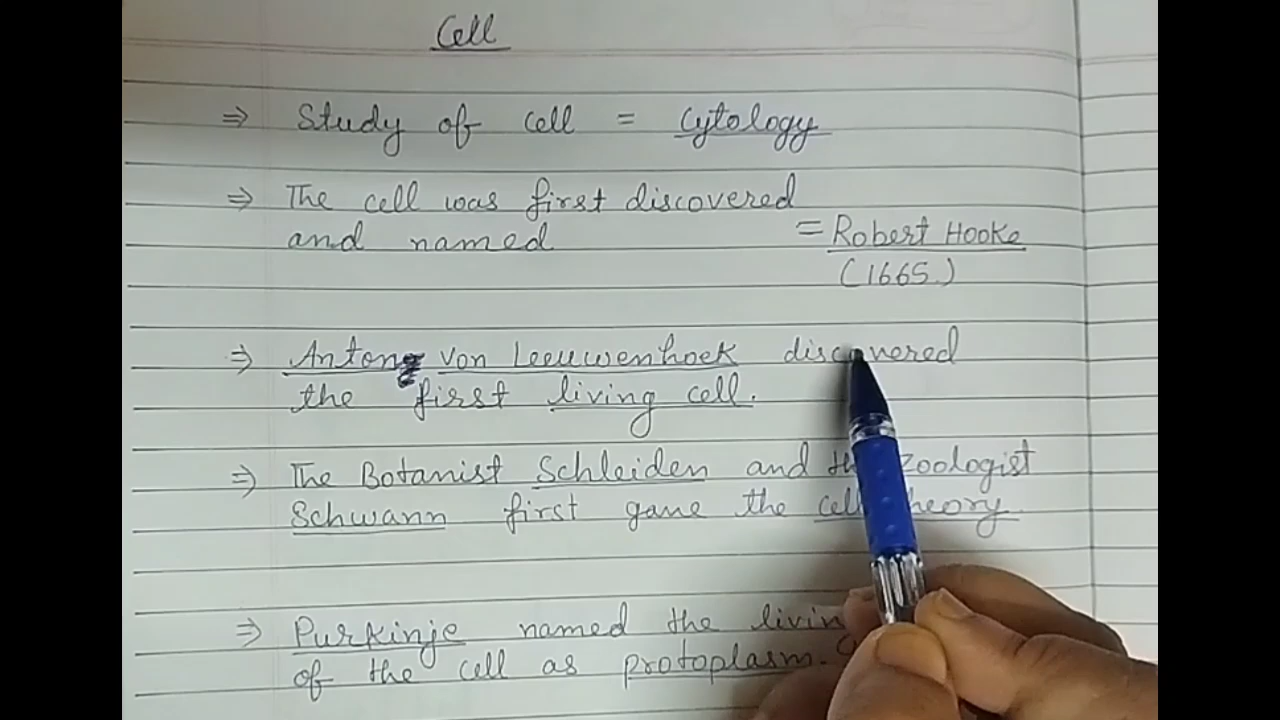 Cell
⇒ Study of cell = Cytology
⇒ The cell was first discovered
and named = Robert Hooke
(1665.)
⇒ Anton von Leeuwenhoek discovered
the first living cell.
⇒ The Botanist Schleiden and the zoologist
Schwann first gave the cell theory.
⇒ Purkinje named the
of the cell as protoplasm.